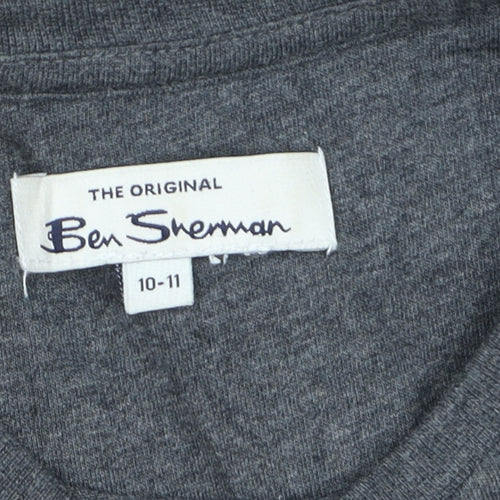 THE ORIGINAL
Ben Sherman
10-11